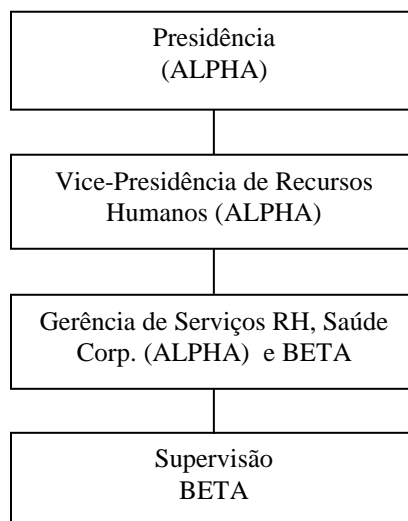 Presidência
(ALPHA)
Vice-Presidência de Recursos
Humanos (ALPHA)
Gerência de Serviços RH, Saúde
Corp. (ALPHA) e BETA
Supervisão
BETA